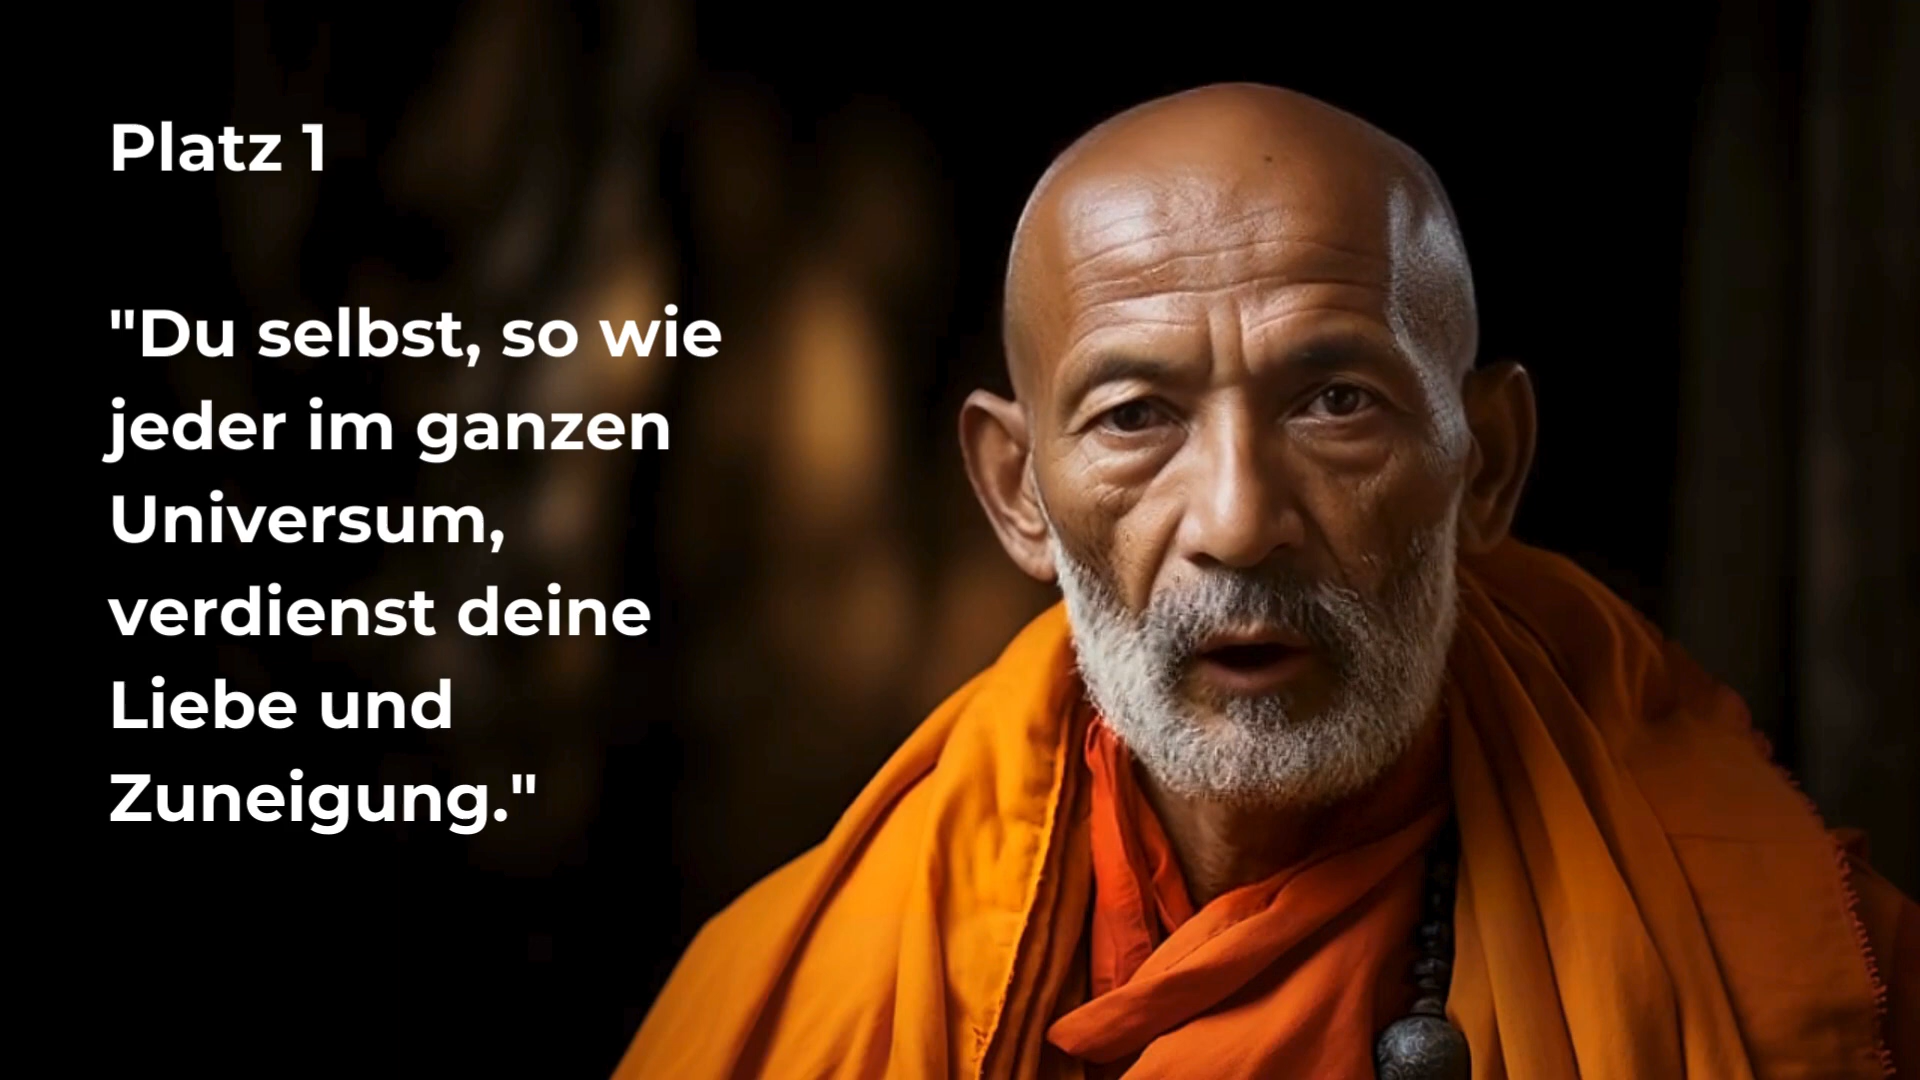 Platz 1
"Du selbst, so wie
jeder im ganzen
Universum,
verdienst deine
Liebe und
Zuneigung."